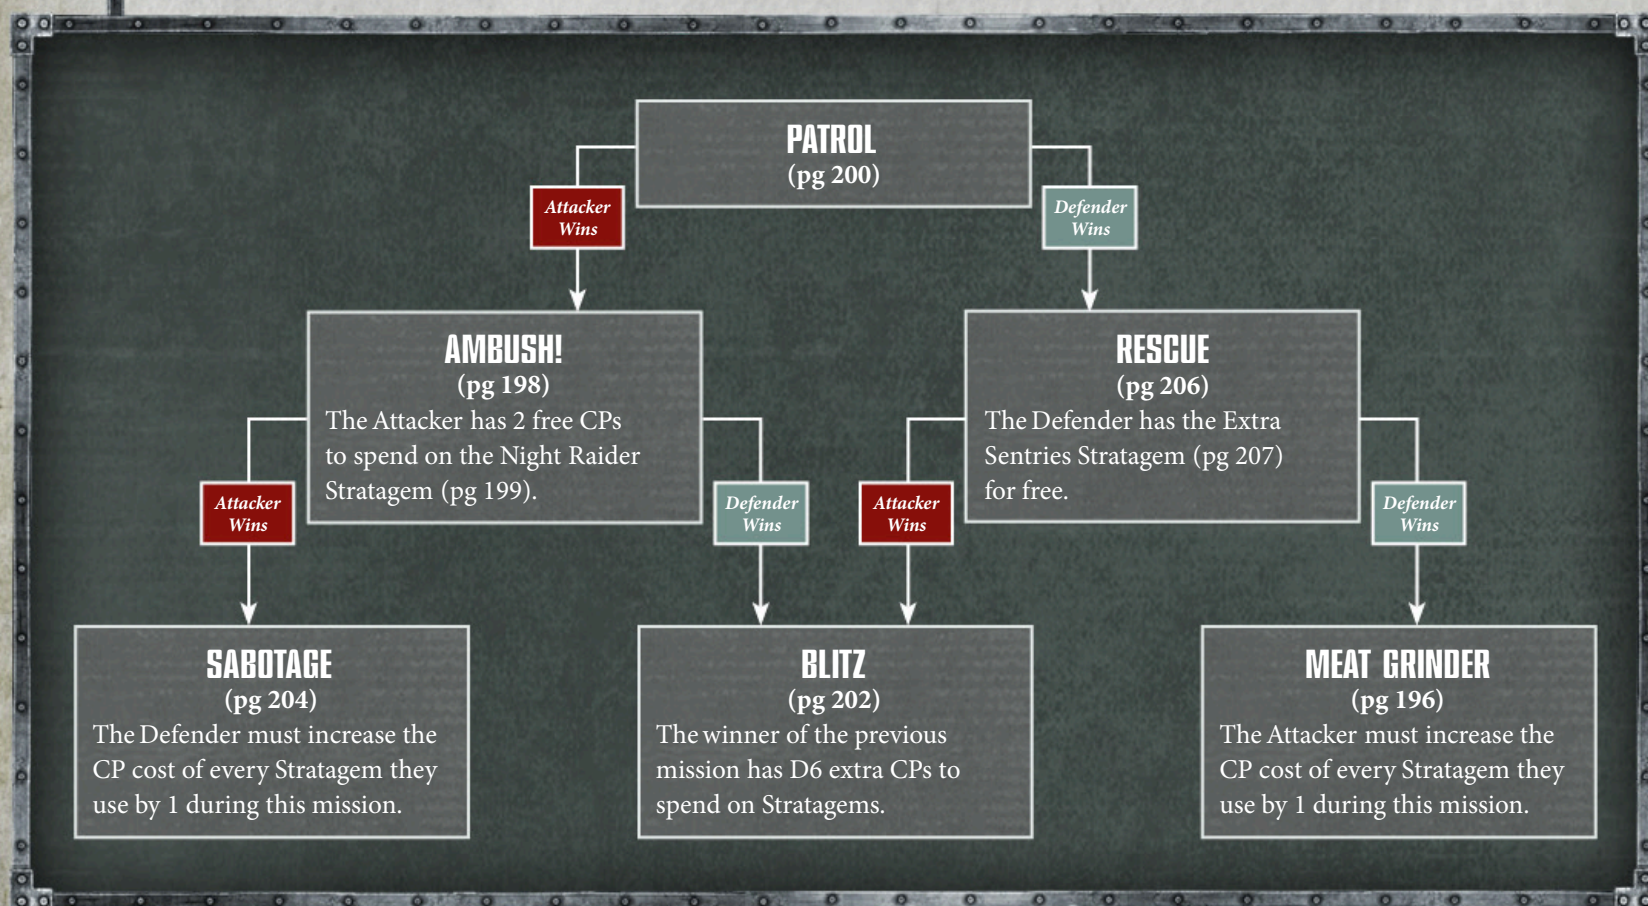 PATROL
(pg 200)
Attacker
Wins
Defender
Wins
AMBUSH!
(pg 198)
The Attacker has 2 free CPs
to spend on the Night Raider
Stratagem (pg 199).
RESCUE
(pg 206)
The Defender has the Extra
Sentries Stratagem (pg 207)
for free.
Attacker
Wins
Defender
Wins
Attacker
Wins
Defender
Wins
SABOTAGE
(pg 204)
The Defender must increase the
CP cost of every Stratagem they
use by 1 during this mission.
BLITZ
(pg 202)
The winner of the previous
mission has D6 extra CPs to
spend on Stratagems.
MEAT GRINDER
(pg 196)
The Attacker must increase the
CP cost of every Stratagem they
use by 1 during this mission.